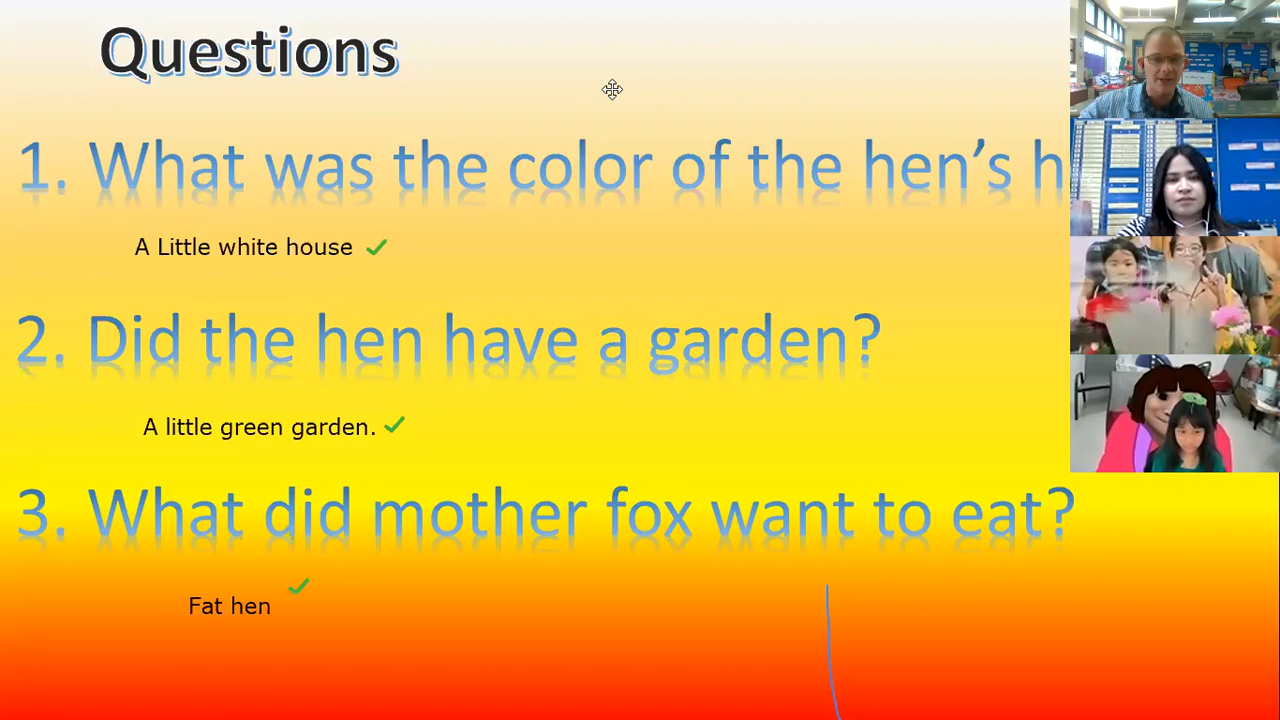 Questions
1. What was the color of the hen's h
A Little white house
2. Did the hen have a garden?
A little green garden.
3. What did mother fox want to eat?
Fat hen